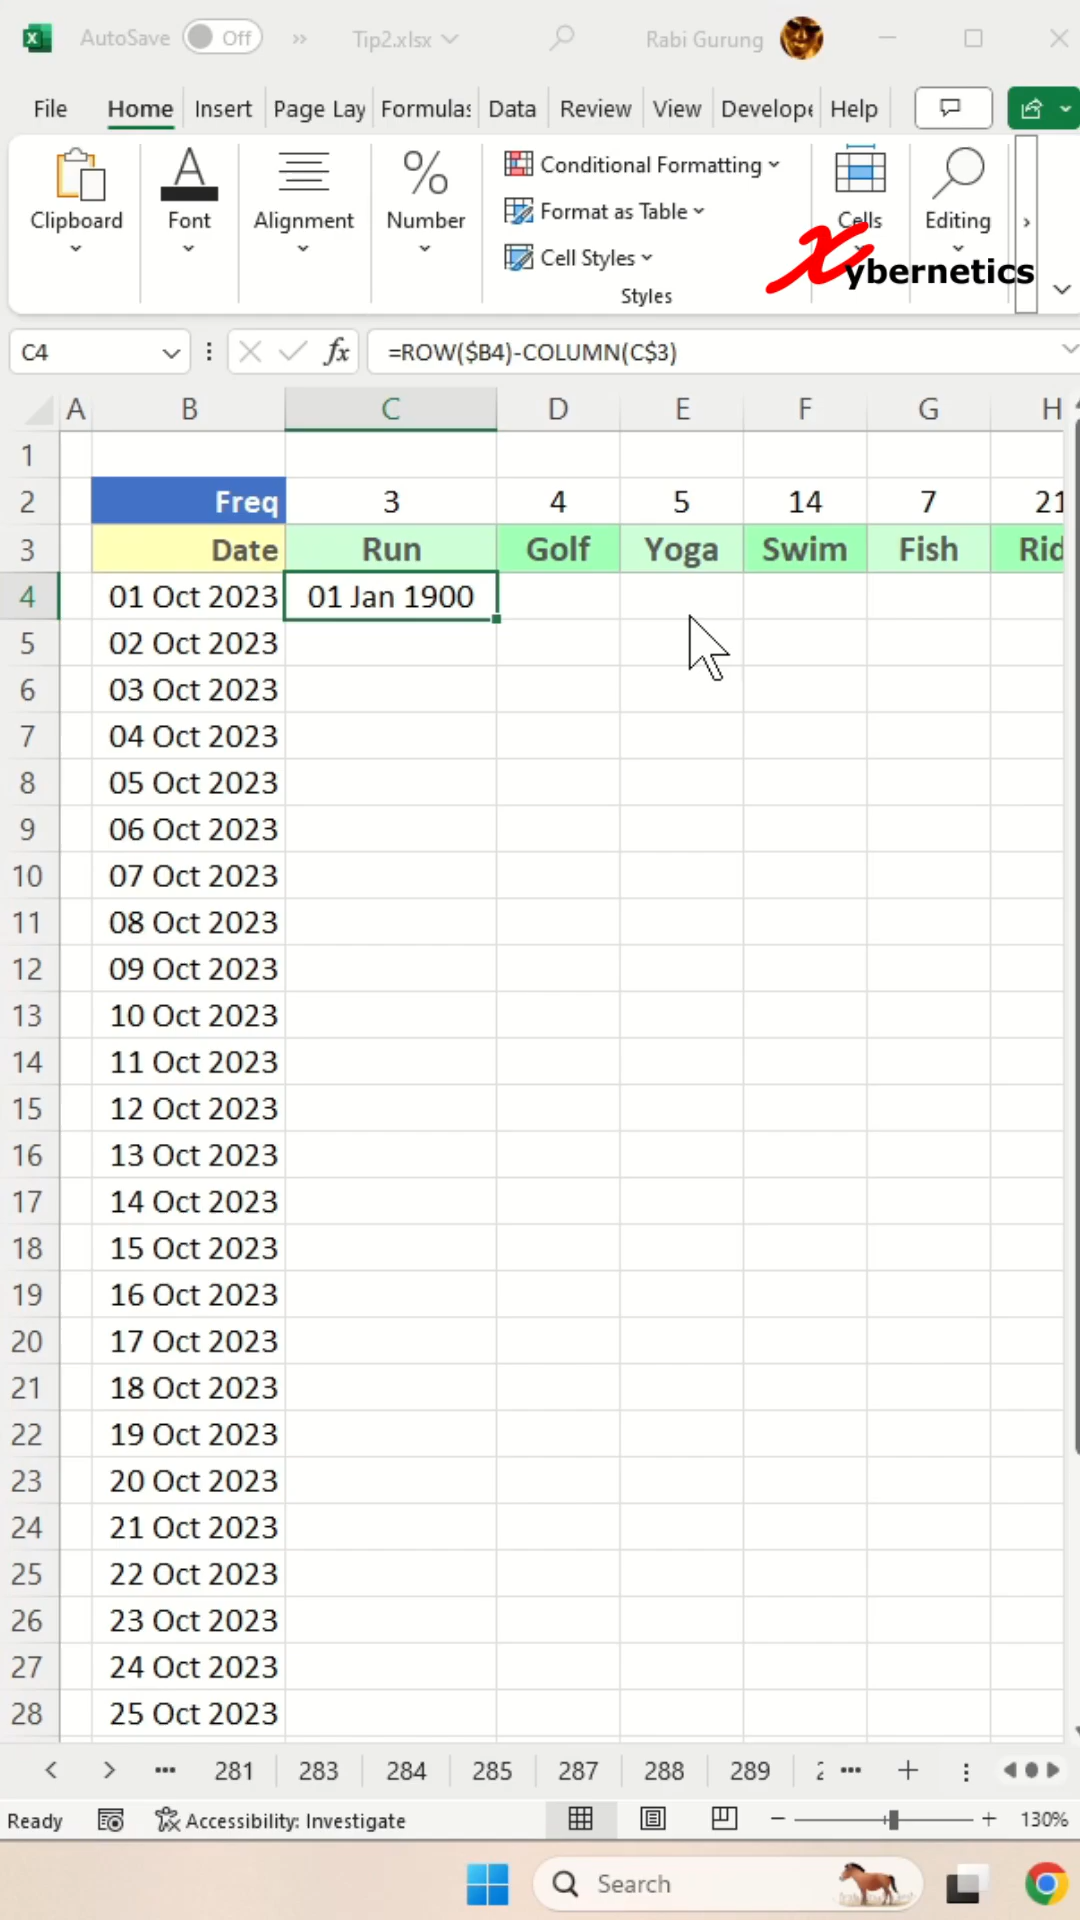 AutoSave Off Tip2.xlsx Rabi Gurung
File Home Insert Page Lay Formulas Data Review View Develope Help
Clipboard Font Alignment Number Conditional Formatting Format as Table Cell Styles Styles Cells Editing
Xybernetics
C4 fx =ROW($B4)-COLUMN(C$3)
A B C D E F G H
1
2 Freq 3 4 5 14 7 21
3 Date Run Golf Yoga Swim Fish Rid
4 01 Oct 2023 01 Jan 1900
5 02 Oct 2023
6 03 Oct 2023
7 04 Oct 2023
8 05 Oct 2023
9 06 Oct 2023
10 07 Oct 2023
11 08 Oct 2023
12 09 Oct 2023
13 10 Oct 2023
14 11 Oct 2023
15 12 Oct 2023
16 13 Oct 2023
17 14 Oct 2023
18 15 Oct 2023
19 16 Oct 2023
20 17 Oct 2023
21 18 Oct 2023
22 19 Oct 2023
23 20 Oct 2023
24 21 Oct 2023
25 22 Oct 2023
26 23 Oct 2023
27 24 Oct 2023
28 25 Oct 2023
281 283 284 285 287 288 289
Ready Accessibility: Investigate 130%
Search